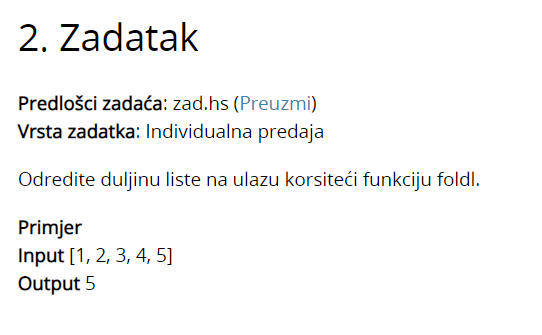 2. Zadatak
Predlošci zadaća: zad.hs (Preuzmi)
Vrsta zadatka: Individualna predaja
Odredite duljinu liste na ulazu korsiteći funkciju foldl.
Primjer
Input [1, 2, 3, 4, 5]
Output 5